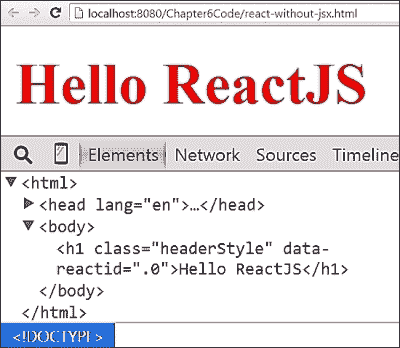 localhost:8080/Chapter6Code/react-without-jsx.html
Hello ReactJS
Elements Network Sources Timeline
<html>
<head lang="en">…</head>
<body>
<h1 class="headerStyle" data-
reactid=".0">Hello ReactJS</h1>
</body>
</html>
<!DOCTYPE>